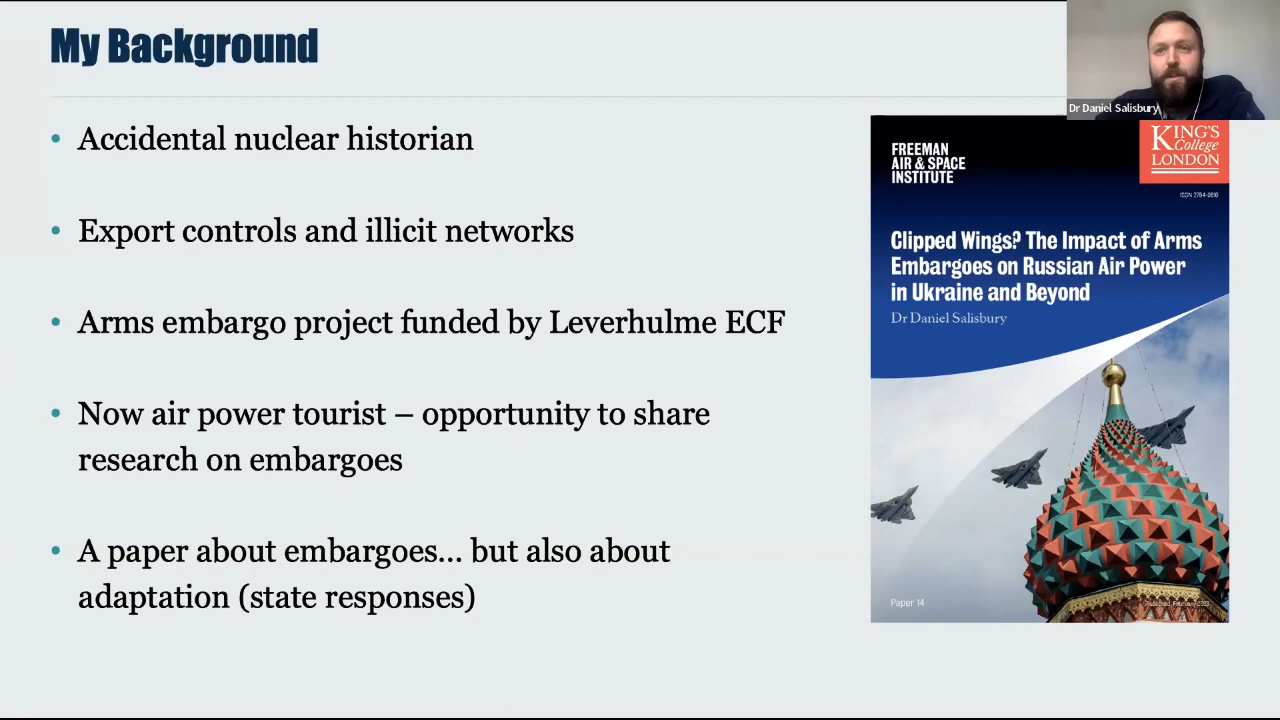 My Background
Dr Daniel Salisbury
• Accidental nuclear historian
• Export controls and illicit networks
• Arms embargo project funded by Leverhulme ECF
• Now air power tourist – opportunity to share
research on embargoes
• A paper about embargoes... but also about
adaptation (state responses)
FREEMAN
AIR & SPACE
INSTITUTE
KING'S
College
LONDON
ISSN 2754-0610
Clipped Wings? The Impact of Arms
Embargoes on Russian Air Power
in Ukraine and Beyond
Dr Daniel Salisbury
Paper 14
Published February